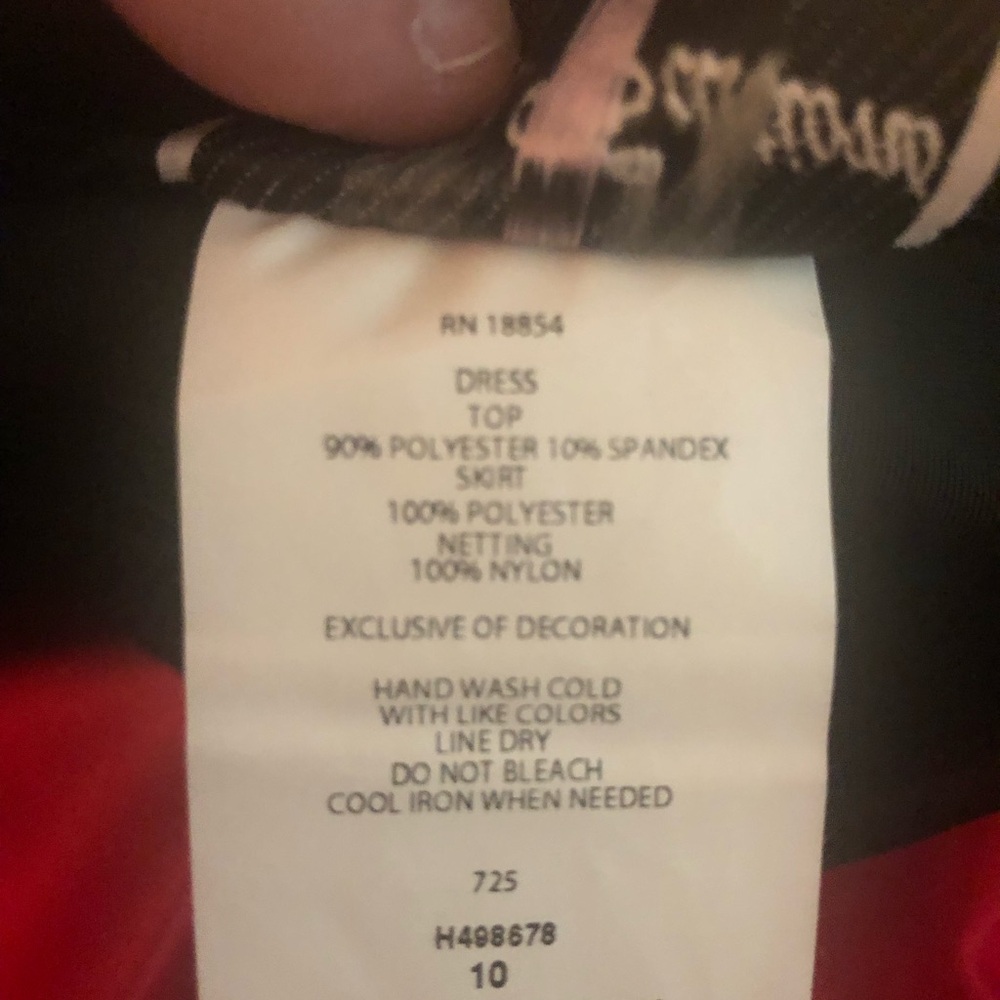 RN 18854
DRESS
TOP
90% POLYESTER 10% SPANDEX
SKIRT
100% POLYESTER
NETTING
100% NYLON
EXCLUSIVE OF DECORATION
HAND WASH COLD
WITH LIKE COLORS
LINE DRY
DO NOT BLEACH
COOL IRON WHEN NEEDED
725
H498678
10